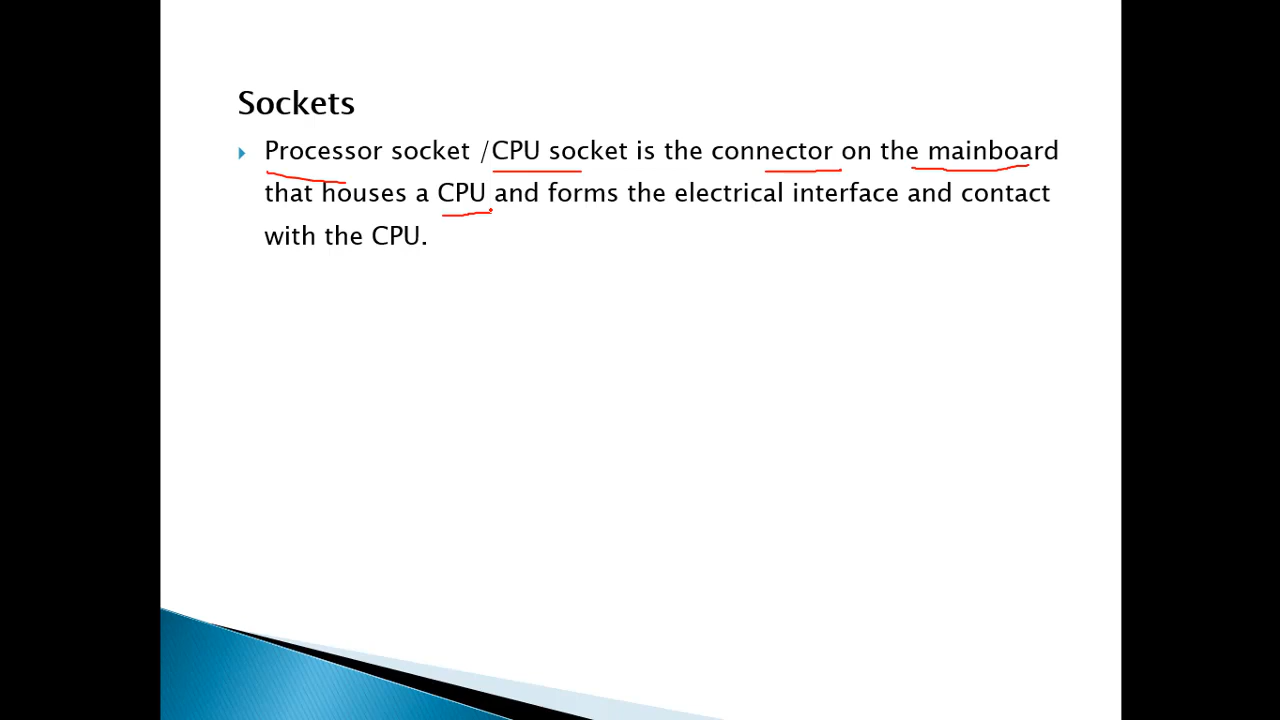 Sockets
Processor socket /CPU socket is the connector on the mainboard
that houses a CPU and forms the electrical interface and contact
with the CPU.